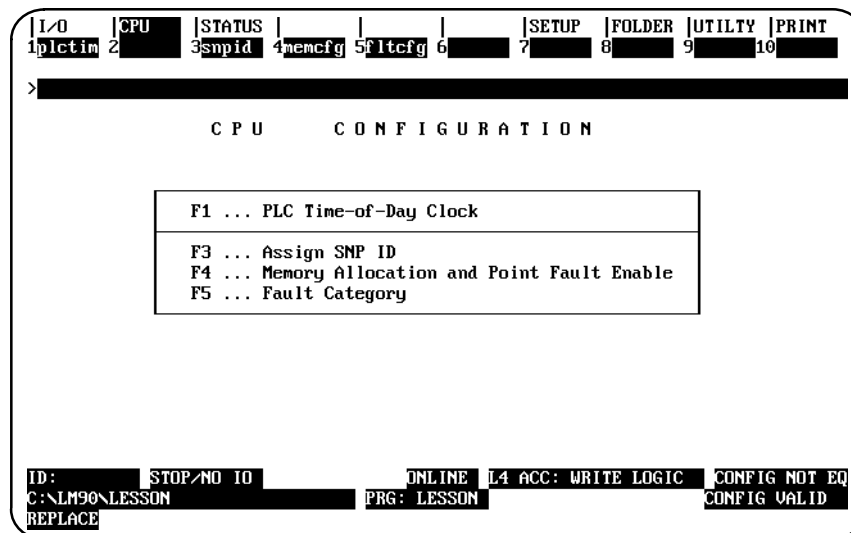 |I/O |CPU |STATUS | | | |SETUP |FOLDER |UTILTY |PRINT
1plctim 2 3snpid 4memcfg 5fltcfg 6 7 8 9 10
>
C P U C O N F I G U R A T I O N
F1 ... PLC Time-of-Day Clock
F3 ... Assign SNP ID
F4 ... Memory Allocation and Point Fault Enable
F5 ... Fault Category
ID: STOP/NO IO ONLINE L4 ACC: WRITE LOGIC CONFIG NOT EQ
C:\LM90\LESSON PRG: LESSON CONFIG VALID
REPLACE